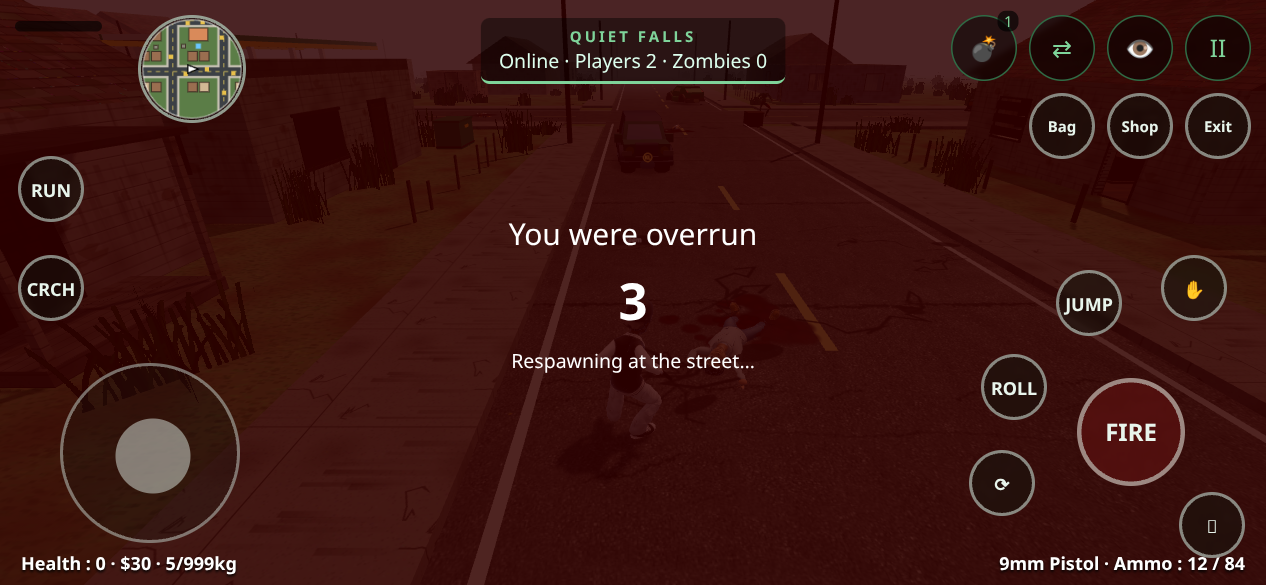 QUIET FALLS
Online · Players 2 · Zombies 0
1
II
Bag
Shop
Exit
RUN
You were overrun
CRCH
3
JUMP
Respawning at the street...
ROLL
FIRE
Health : 0 · $30 · 5/999kg
9mm Pistol · Ammo : 12 / 84